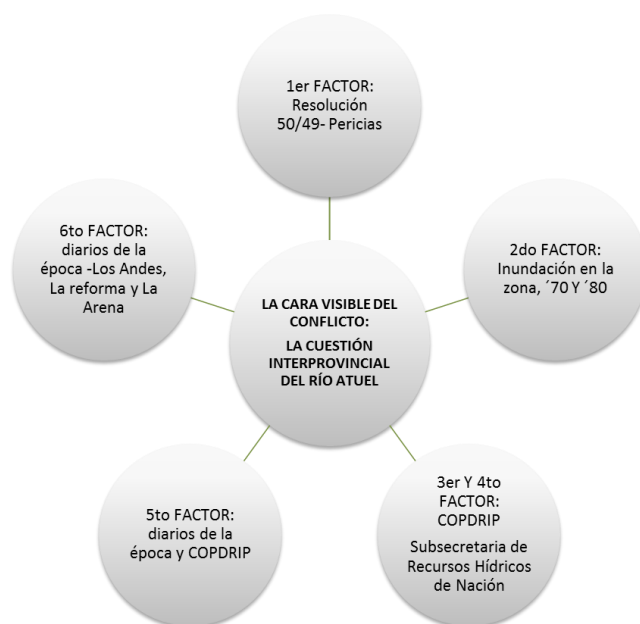 1er FACTOR:
Resolución
50/49- Pericias
2do FACTOR:
Inundación en la
zona, ´70 Y ´80
3er Y 4to
FACTOR:
COPDRIP
Subsecretaria de
Recursos Hídricos
de Nación
5to FACTOR:
diarios de la
época y COPDRIP
6to FACTOR:
diarios de la
época -Los Andes,
La reforma y La
Arena
LA CARA VISIBLE DEL
CONFLICTO:
LA CUESTIÓN
INTERPROVINCIAL
DEL RÍO ATUEL